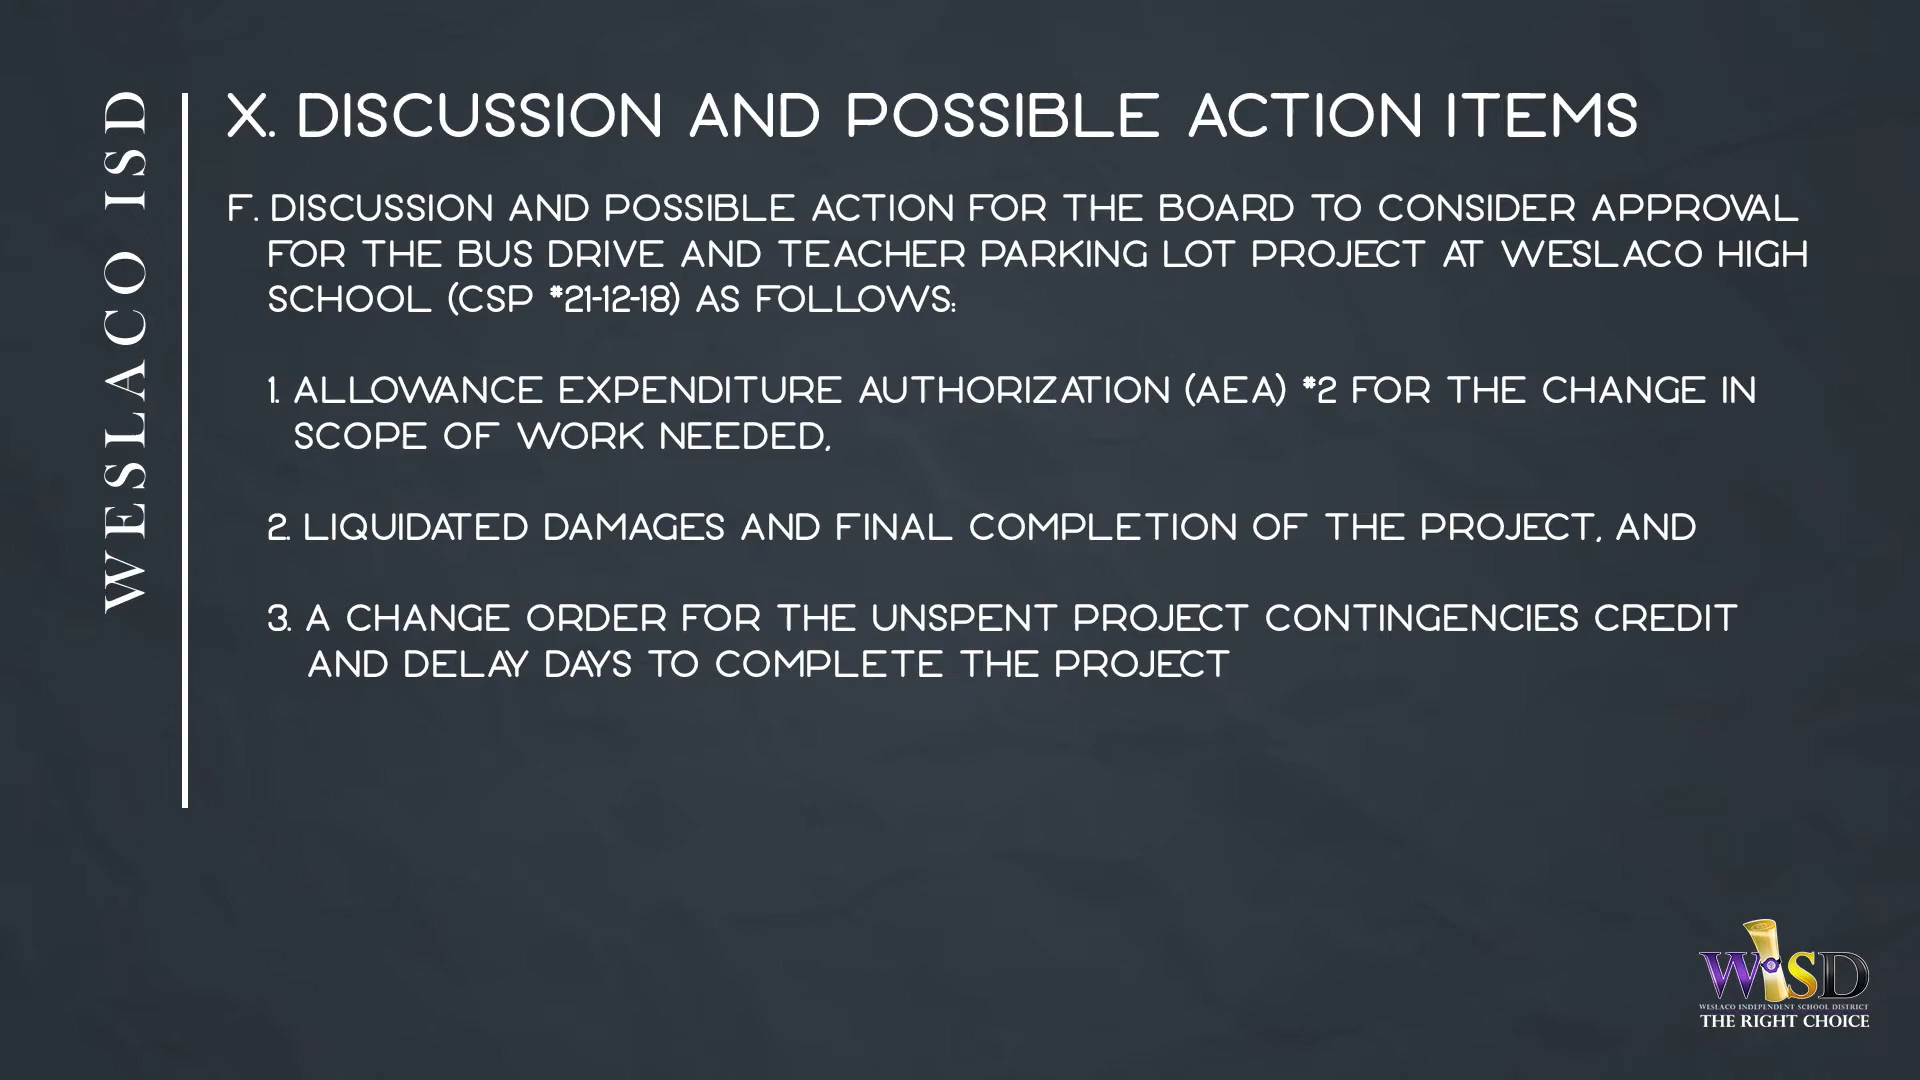 WESLACO ISD
X. DISCUSSION AND POSSIBLE ACTION ITEMS
F. DISCUSSION AND POSSIBLE ACTION FOR THE BOARD TO CONSIDER APPROVAL
FOR THE BUS DRIVE AND TEACHER PARKING LOT PROJECT AT WESLACO HIGH
SCHOOL (CSP #21-12-18) AS FOLLOWS:
1. ALLOWANCE EXPENDITURE AUTHORIZATION (AEA) #2 FOR THE CHANGE IN
SCOPE OF WORK NEEDED,
2. LIQUIDATED DAMAGES AND FINAL COMPLETION OF THE PROJECT, AND
3. A CHANGE ORDER FOR THE UNSPENT PROJECT CONTINGENCIES CREDIT
AND DELAY DAYS TO COMPLETE THE PROJECT
WISD
WESLACO INDEPENDENT SCHOOL DISTRICT
THE RIGHT CHOICE